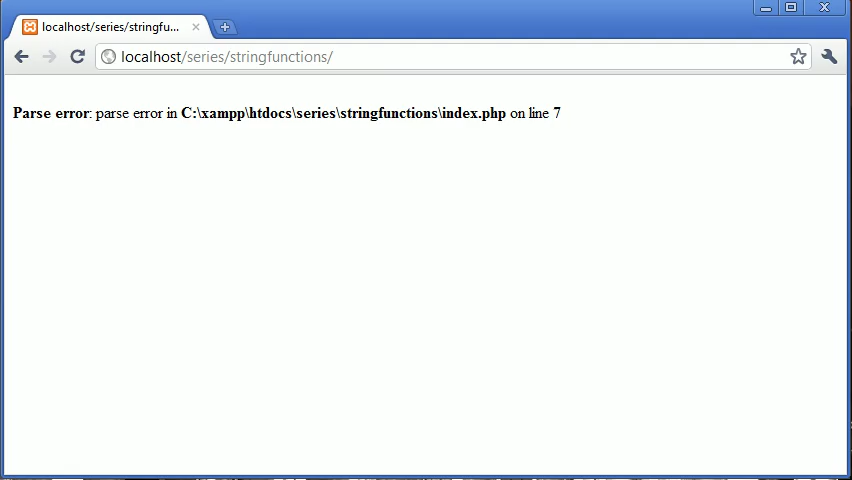 localhost/series/stringfu...
localhost/series/stringfunctions/
Parse error: parse error in C:\xampp\htdocs\series\stringfunctions\index.php on line 7